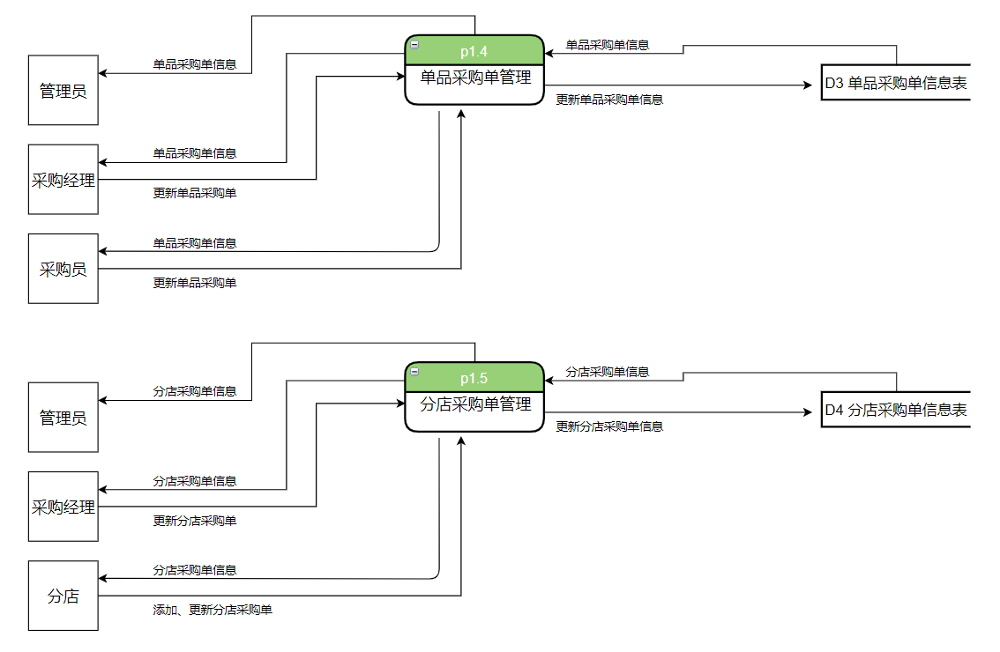 单品采购单信息
p1.4
单品采购单信息
管理员
单品采购单管理
D3 单品采购单信息表
更新单品采购单信息
单品采购单信息
采购经理
更新单品采购单
单品采购单信息
采购员
更新单品采购单
分店采购单信息
p1.5
分店采购单信息
管理员
分店采购单管理
D4 分店采购单信息表
更新分店采购单信息
分店采购单信息
采购经理
更新分店采购单
分店采购单信息
分店
添加、更新分店采购单